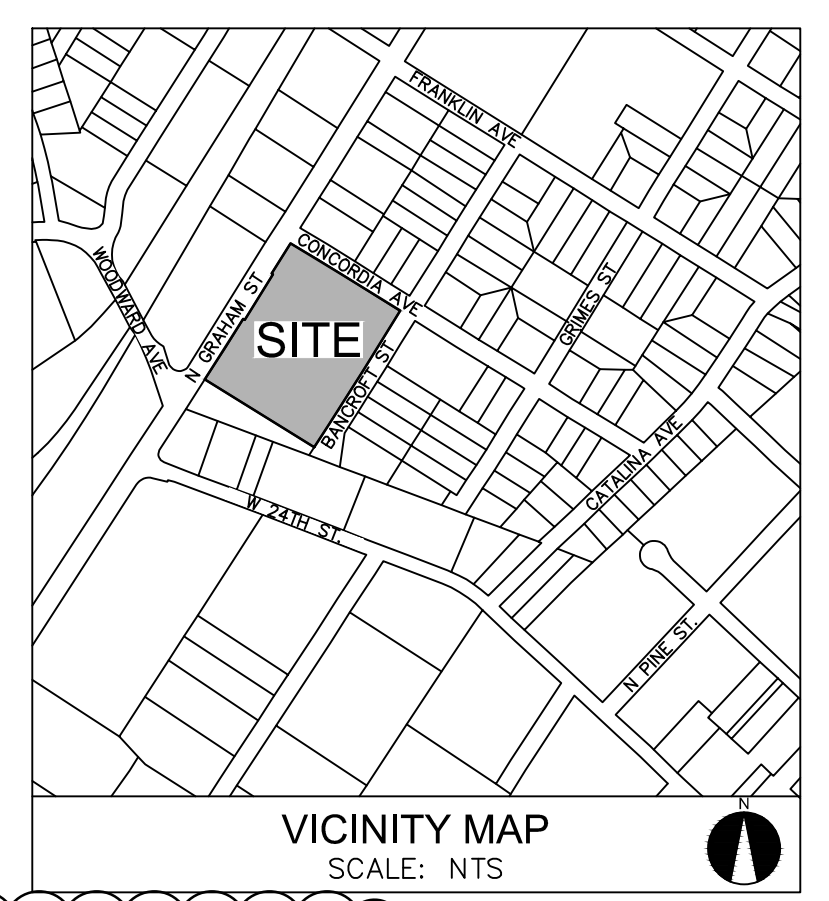 FRANKLIN AVE
CONCORDIA AVE
WOODWARD AVE
N GRAHAM ST
SITE
GRIMES ST
BANCROFT ST
CATALINA AVE
W 24TH ST.
N PINE ST.
VICINITY MAP
SCALE: NTS
N